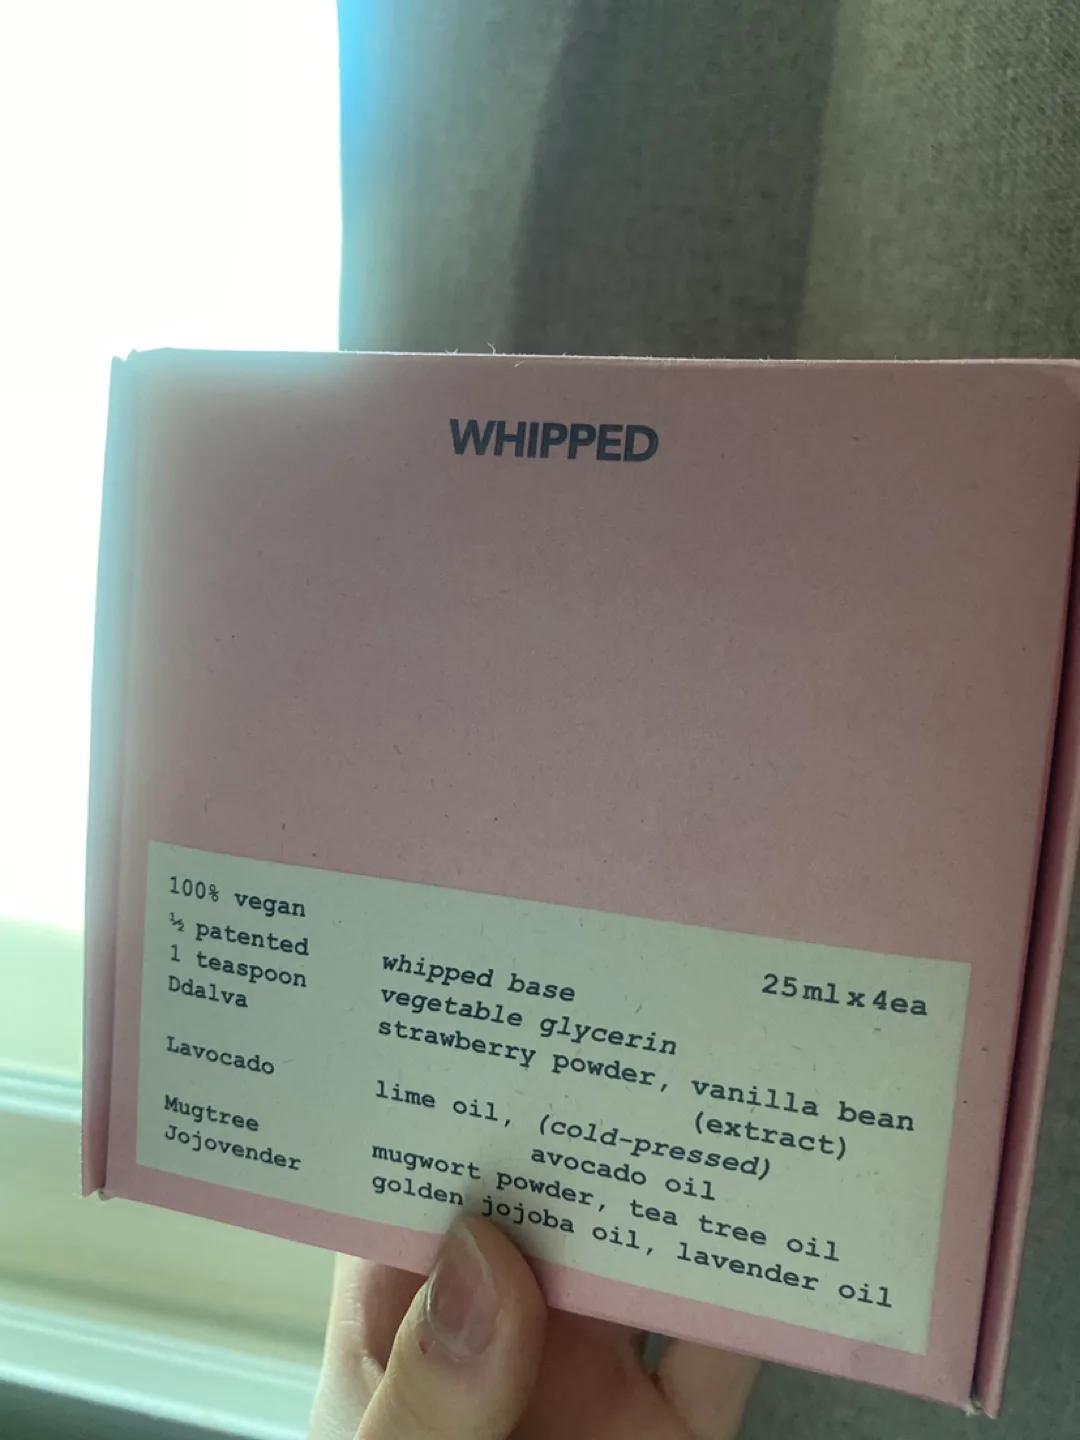 WHIPPED
100% vegan
½ patented whipped base 25ml x 4ea
1 teaspoon vegetable glycerin
Ddalva strawberry powder, vanilla bean
(extract)
Lavocado lime oil, (cold-pressed)
avocado oil
Mugtree mugwort powder, tea tree oil
Jojovender golden jojoba oil, lavender oil